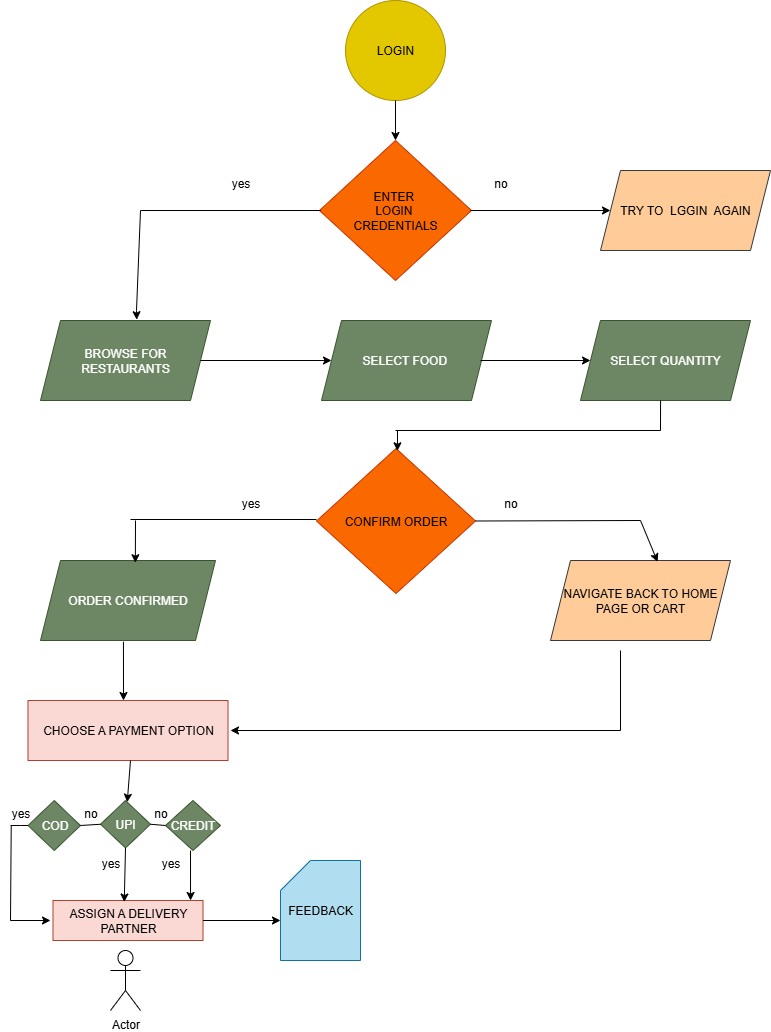 LOGIN
yes
no
ENTER
LOGIN
CREDENTIALS
TRY TO LGGIN AGAIN
BROWSE FOR
RESTAURANTS
SELECT FOOD
SELECT QUANTITY
yes
no
CONFIRM ORDER
ORDER CONFIRMED
NAVIGATE BACK TO HOME
PAGE OR CART
CHOOSE A PAYMENT OPTION
yes
no
no
COD
UPI
CREDIT
yes
yes
ASSIGN A DELIVERY
PARTNER
FEEDBACK
Actor